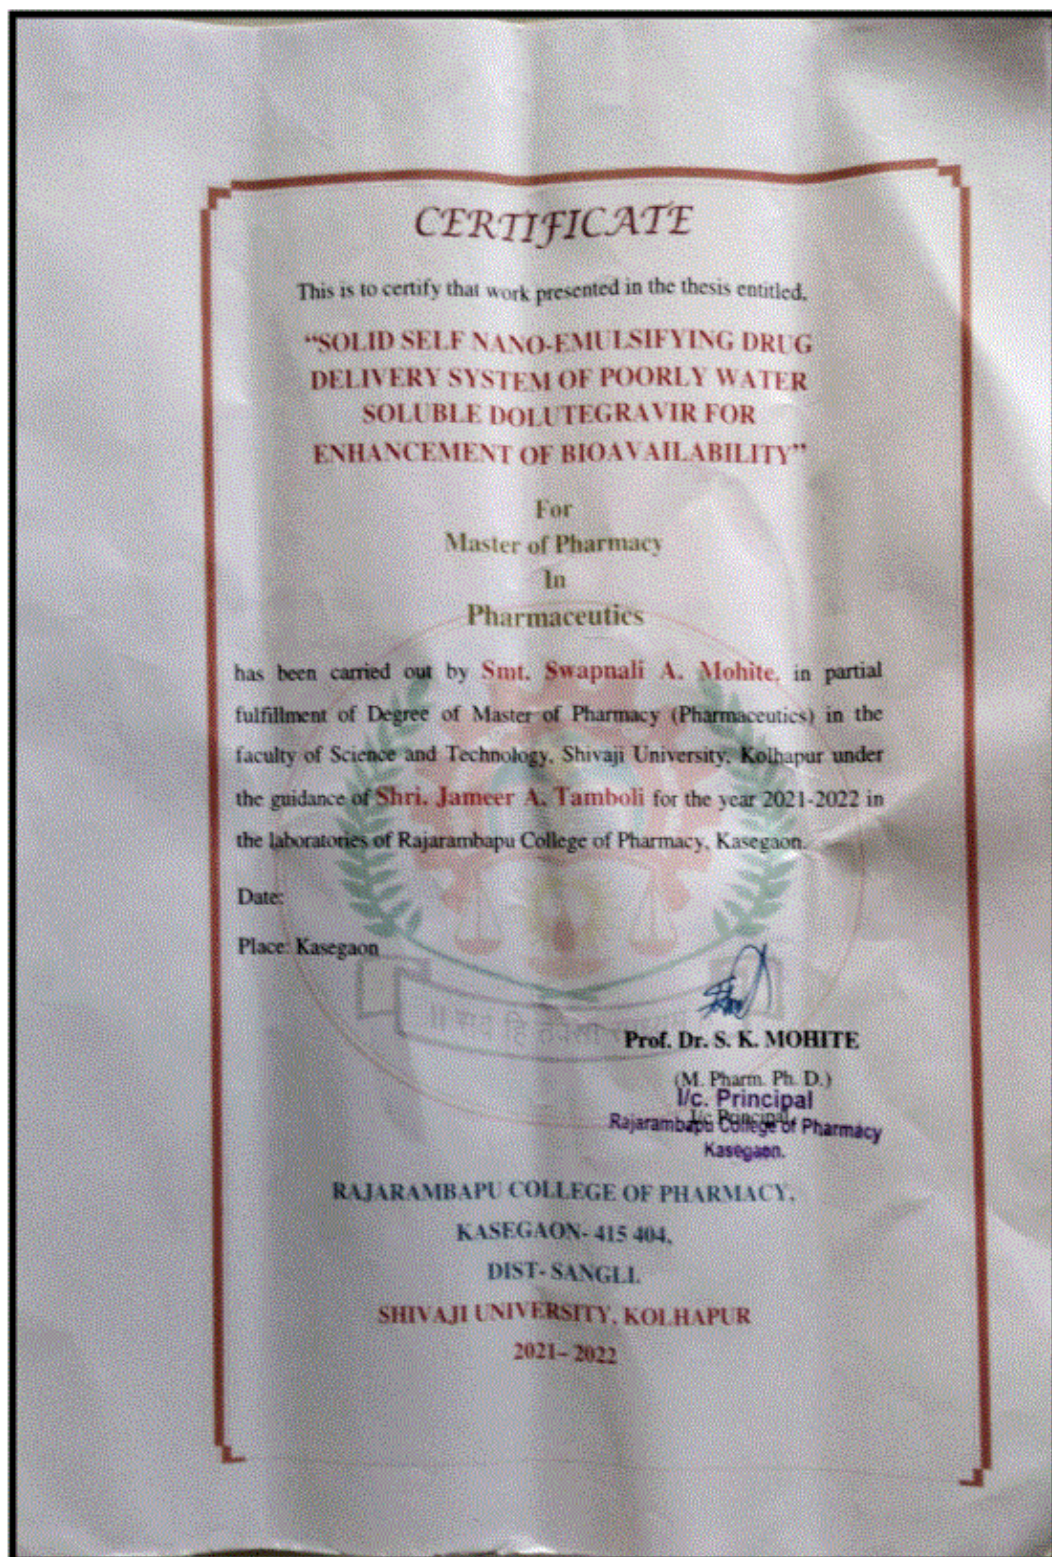 CERTIFICATE
This is to certify that work presented in the thesis entitled,
“SOLID SELF NANO-EMULSIFYING DRUG
DELIVERY SYSTEM OF POORLY WATER
SOLUBLE DOLUTEGRAVIR FOR
ENHANCEMENT OF BIOAVAILABILITY”
For
Master of Pharmacy
In
Pharmaceutics
has been carried out by Smt. Swapnali A. Mohite, in partial
fulfillment of Degree of Master of Pharmacy (Pharmaceutics) in the
faculty of Science and Technology, Shivaji University, Kolhapur under
the guidance of Shri. Jameer A. Tamboli for the year 2021-2022 in
the laboratories of Rajarambapu College of Pharmacy, Kasegaon.
Date:
Place: Kasegaon
Prof. Dr. S. K. MOHITE
(M. Pharm. Ph. D.)
I/c. Principal
I/c Principal
Rajarambapu College of Pharmacy
Kasegaon.
RAJARAMBAPU COLLEGE OF PHARMACY,
KASEGAON- 415 404,
DIST- SANGLI.
SHIVAJI UNIVERSITY, KOLHAPUR
2021– 2022